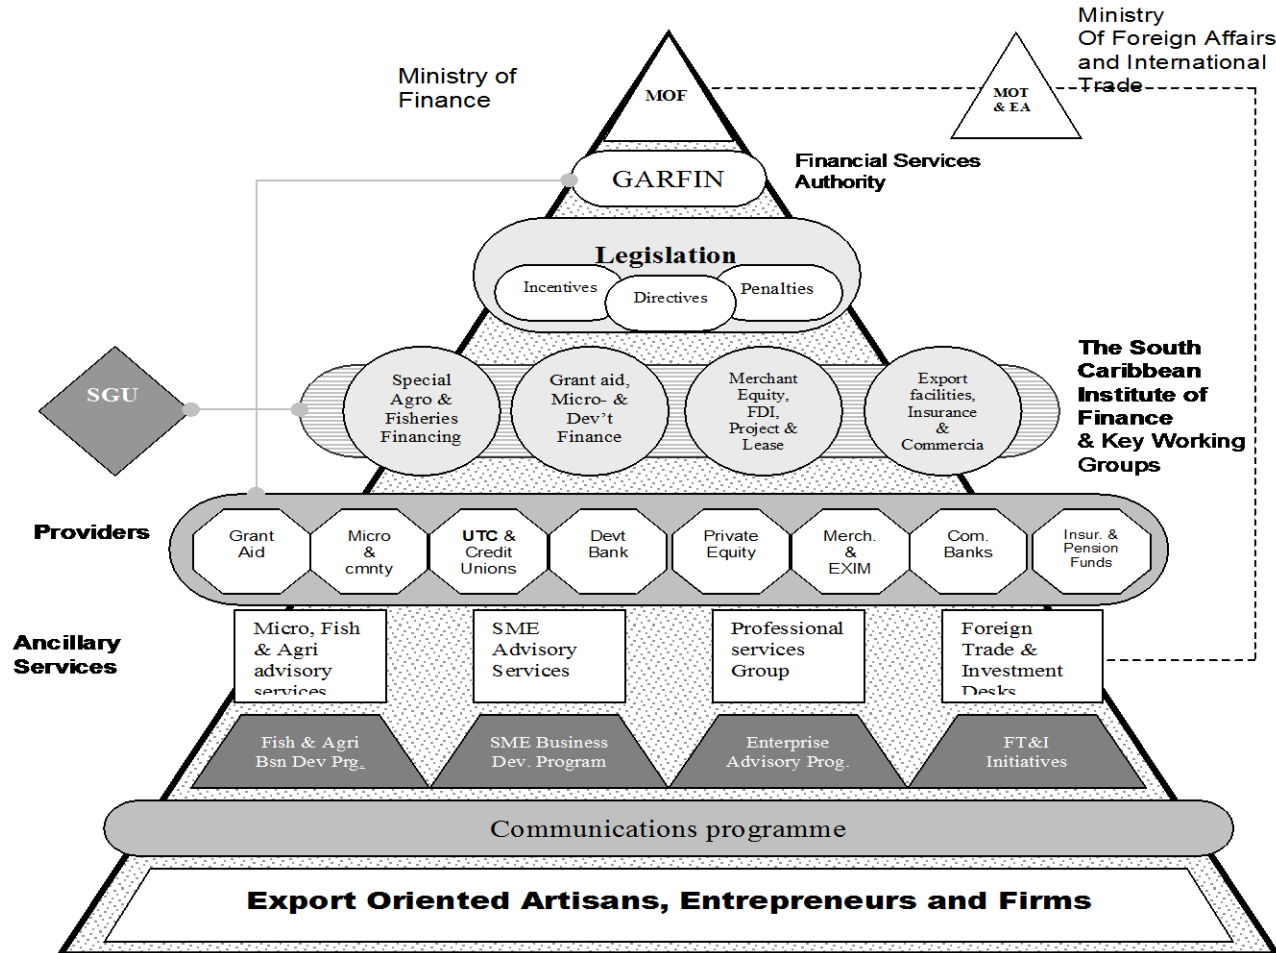 Ministry
Of Foreign Affairs
and International
Trade
Ministry of
Finance
MOF
MOT
& EA
GARFIN
Financial Services
Authority
Legislation
Incentives
Directives
Penalties
SGU
Special
Agro &
Fisheries
Financing
Grant aid,
Micro- &
Dev't
Finance
Merchant
Equity,
FDI,
Project &
Lease
Export
facilities,
Insurance
&
Commercia
The South
Caribbean
Institute of
Finance
& Key Working
Groups
Providers
Grant
Aid
Micro
&
cmnty
UTC &
Credit
Unions
Devt
Bank
Private
Equity
Merch.
&
EXIM
Com.
Banks
Insur. &
Pension
Funds
Ancillary
Services
Micro, Fish
& Agri
advisory
services
SME
Advisory
Services
Professional
services
Group
Foreign
Trade &
Investment
Desks
Fish & Agri
Bsn Dev Prg.
SME Business
Dev. Program
Enterprise
Advisory Prog.
FT&I
Initiatives
Communications programme
Export Oriented Artisans, Entrepreneurs and Firms